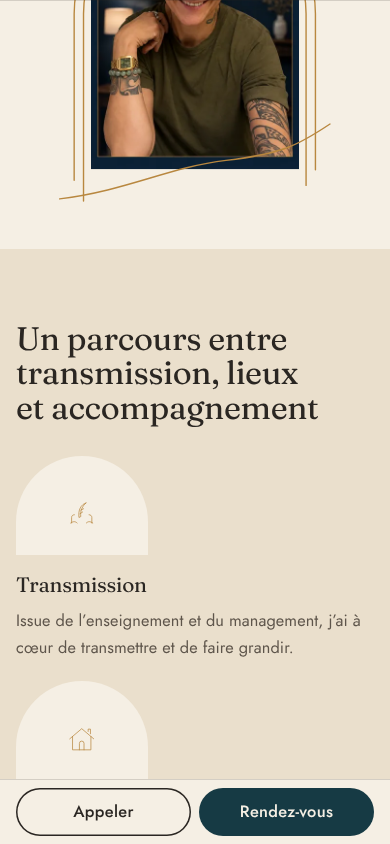 Un parcours entre
transmission, lieux
et accompagnement
Transmission
Issue de l’enseignement et du management, j’ai à
cœur de transmettre et de faire grandir.
Appeler
Rendez-vous